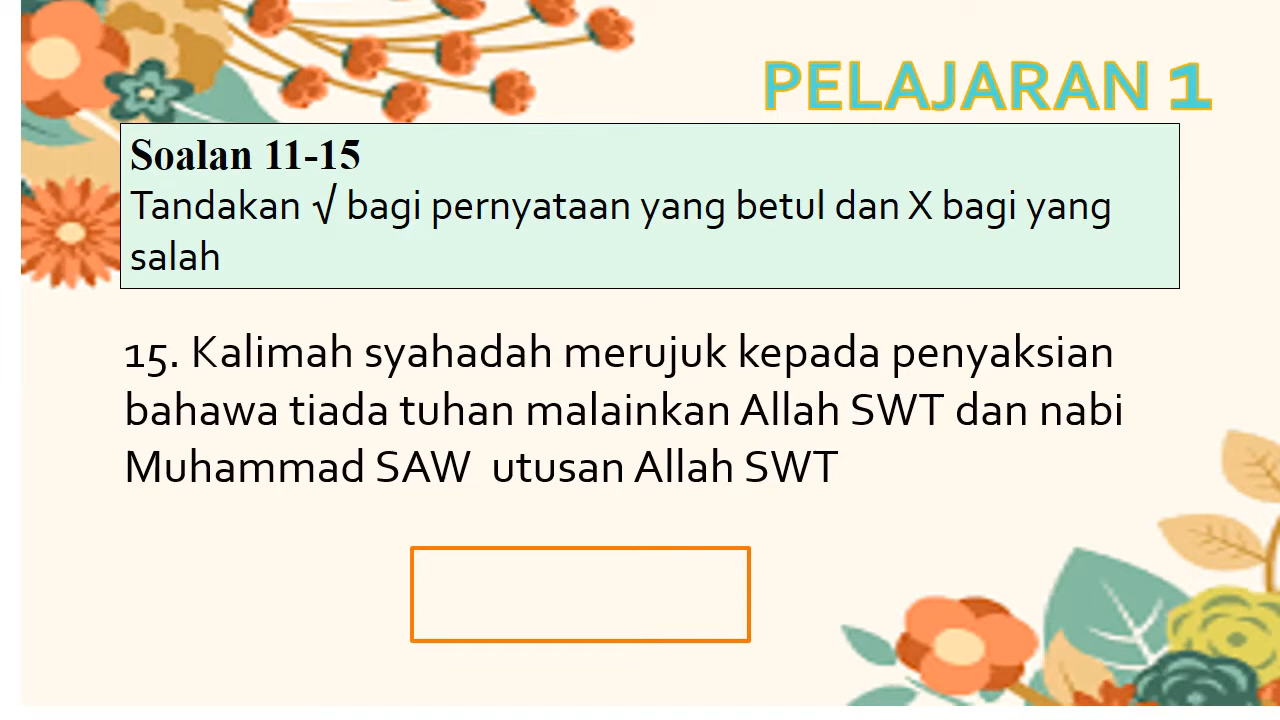 PELAJARAN 1
Soalan 11-15
Tandakan √ bagi pernyataan yang betul dan X bagi yang
salah
15. Kalimah syahadah merujuk kepada penyaksian
bahawa tiada tuhan malainkan Allah SWT dan nabi
Muhammad SAW  utusan Allah SWT